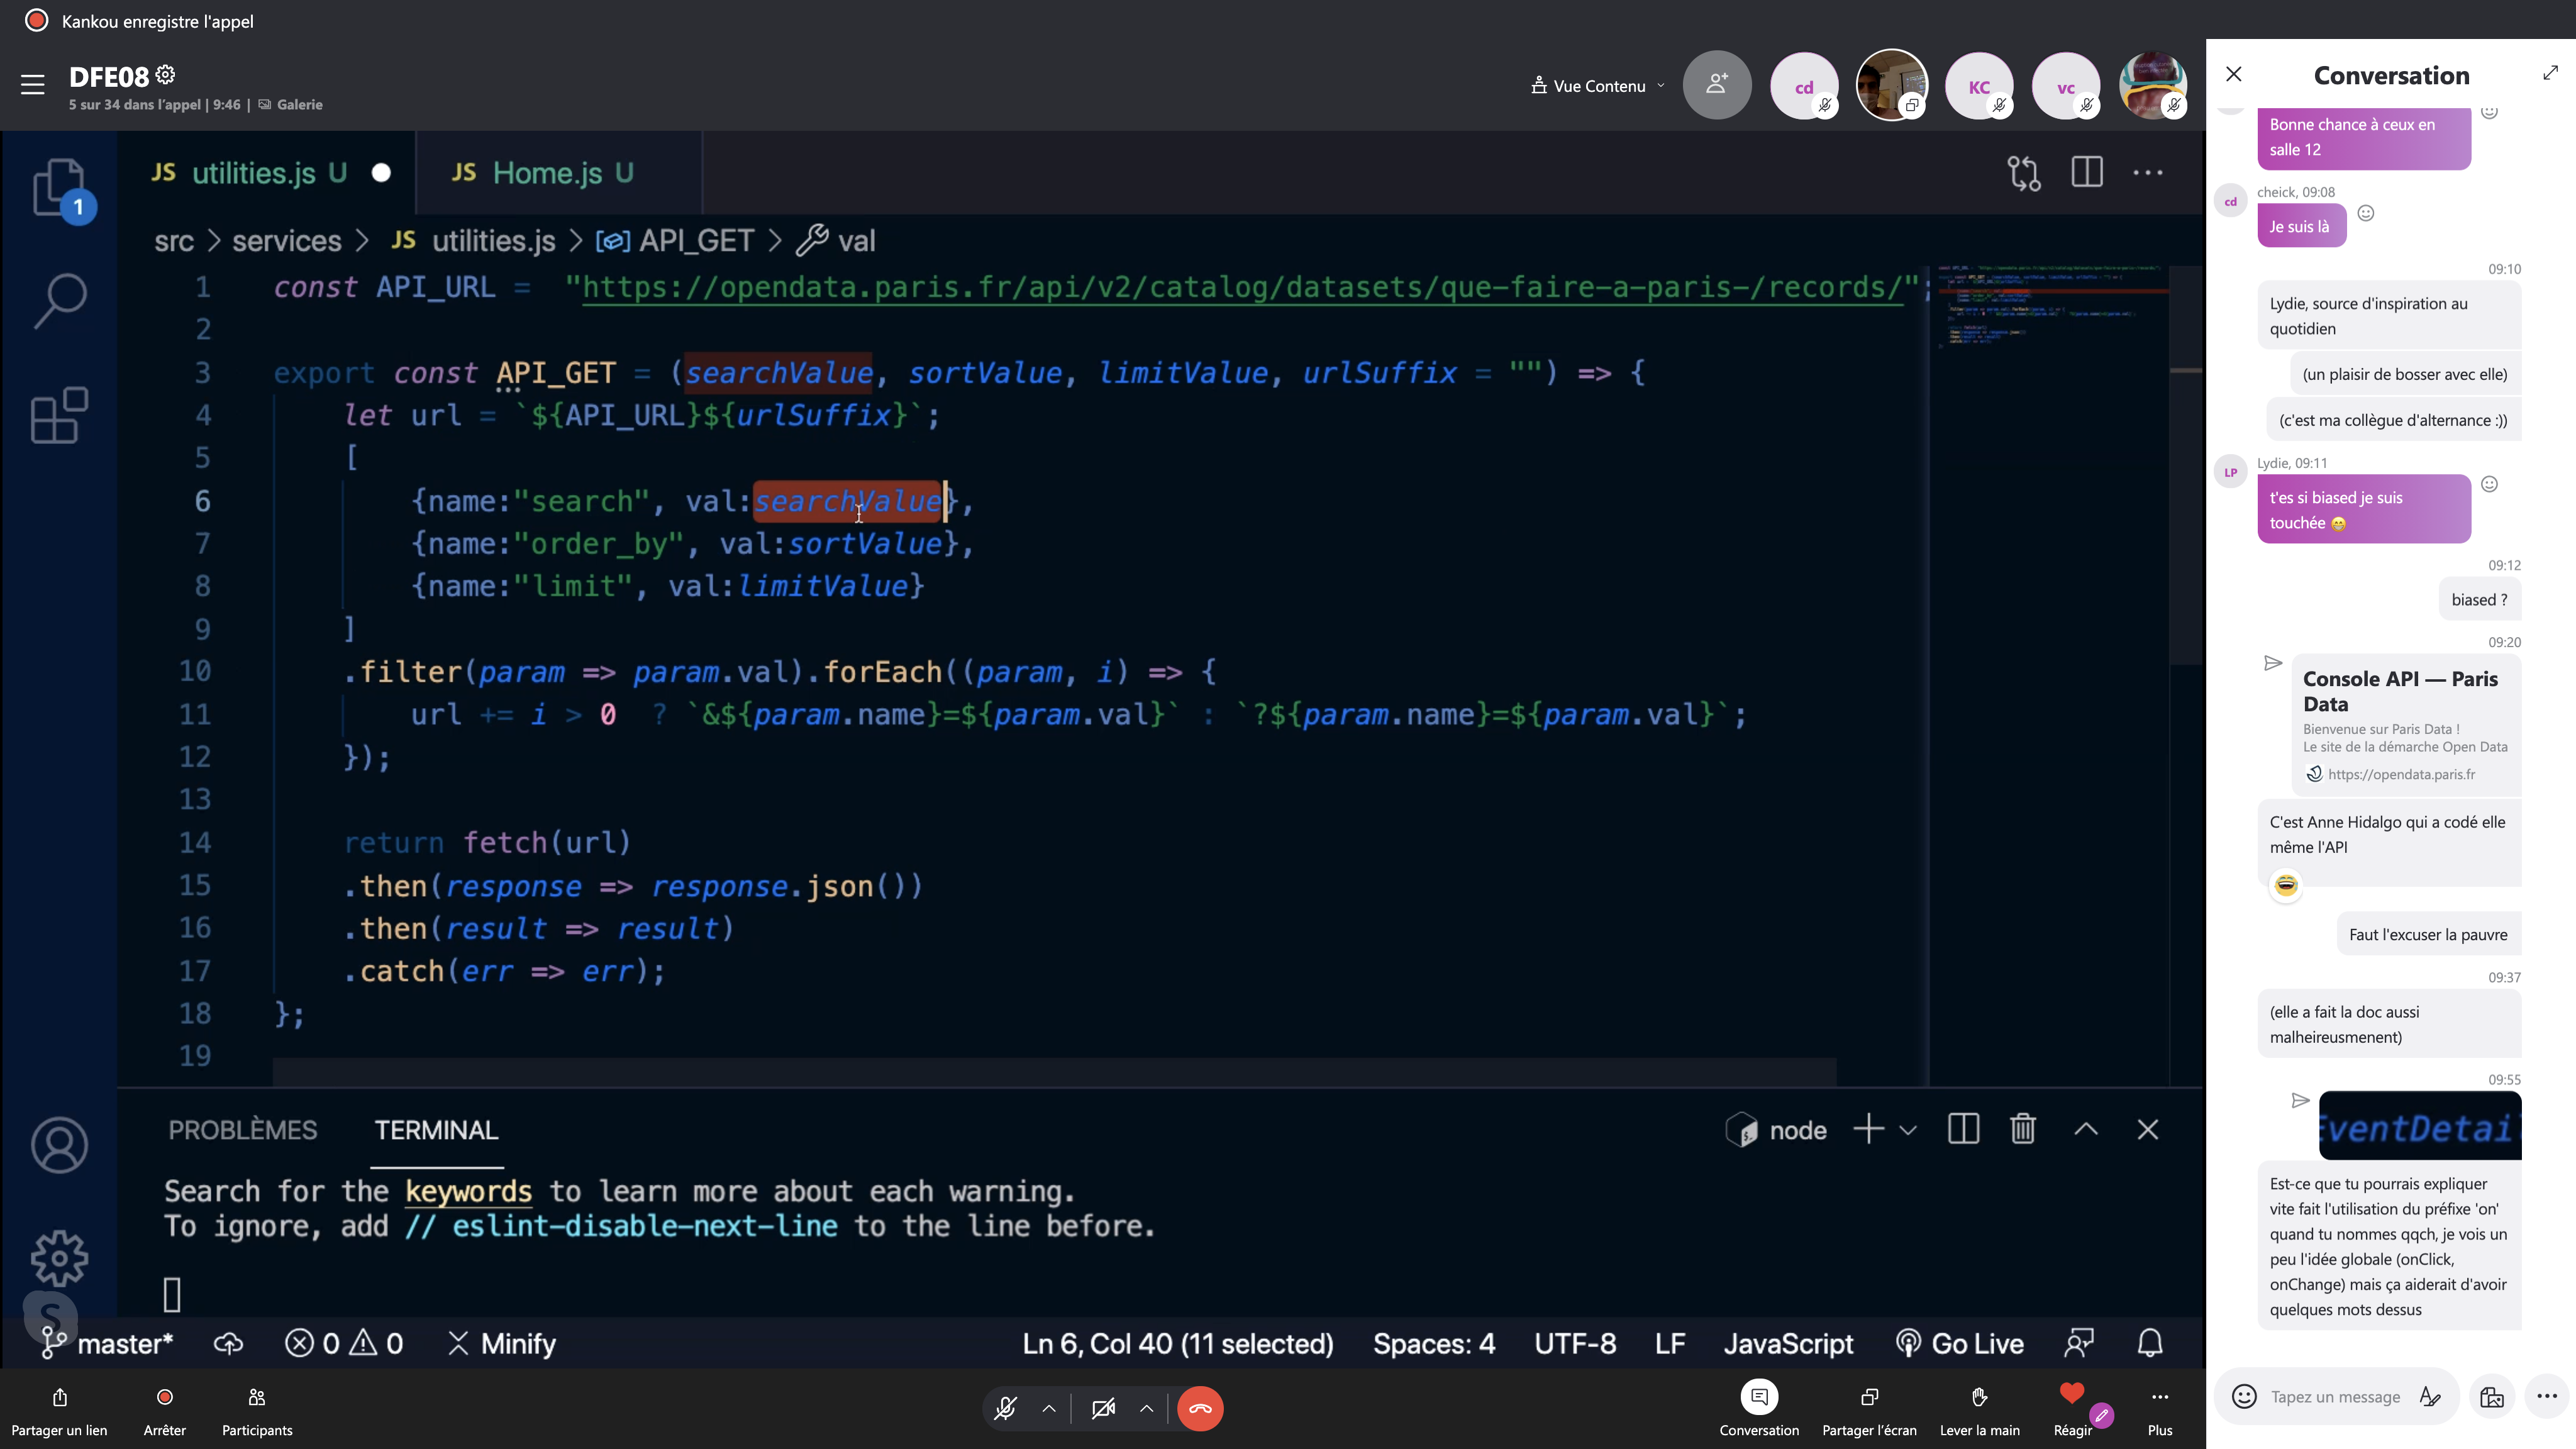 Kankou enregistre l'appel
DFE08
5 sur 34 dans l'appel | 9:46 | Galerie
Vue Contenu
cd
KC
vc
JS utilities.js U
JS Home.js U
1
src > services > JS utilities.js > API_GET > val
1 const API_URL = "https://opendata.paris.fr/api/v2/catalog/datasets/que-faire-a-paris-/records/";
2
3 export const API_GET = (searchValue, sortValue, limitValue, urlSuffix = "") => {
4 let url = `${API_URL}${urlSuffix}`;
5 [
6 {name:"search", val:searchValue},
7 {name:"order_by", val:sortValue},
8 {name:"limit", val:limitValue}
9 ]
10 .filter(param => param.val).forEach((param, i) => {
11 url += i > 0 ? `&${param.name}=${param.val}` : `?${param.name}=${param.val}`;
12 });
13
14 return fetch(url)
15 .then(response => response.json())
16 .then(result => result)
17 .catch(err => err);
18 };
19
PROBLÈMES TERMINAL
node
Search for the keywords to learn more about each warning.
To ignore, add // eslint-disable-next-line to the line before.
master* 0 0 Minify
Ln 6, Col 40 (11 selected) Spaces: 4 UTF-8 LF JavaScript Go Live
Partager un lien
Arrêter
Participants
Conversation
Partager l'écran
Lever la main
Réagir
Plus
Conversation
Bonne chance à ceux en
salle 12
cheick, 09:08
cd
Je suis là
09:10
Lydie, source d'inspiration au
quotidien
(un plaisir de bosser avec elle)
(c'est ma collègue d'alternance :))
Lydie, 09:11
LP
t'es si biased je suis
touchée 😁
09:12
biased ?
09:20
Console API — Paris
Data
Bienvenue sur Paris Data !
Le site de la démarche Open Data
https://opendata.paris.fr
C'est Anne Hidalgo qui a codé elle
même l'API
Faut l'excuser la pauvre
09:37
(elle a fait la doc aussi
malheireusmenent)
09:55
EventDetai
Est-ce que tu pourrais expliquer
vite fait l'utilisation du préfixe 'on'
quand tu nommes qqch, je vois un
peu l'idée globale (onClick,
onChange) mais ça aiderait d'avoir
quelques mots dessus
Tapez un message